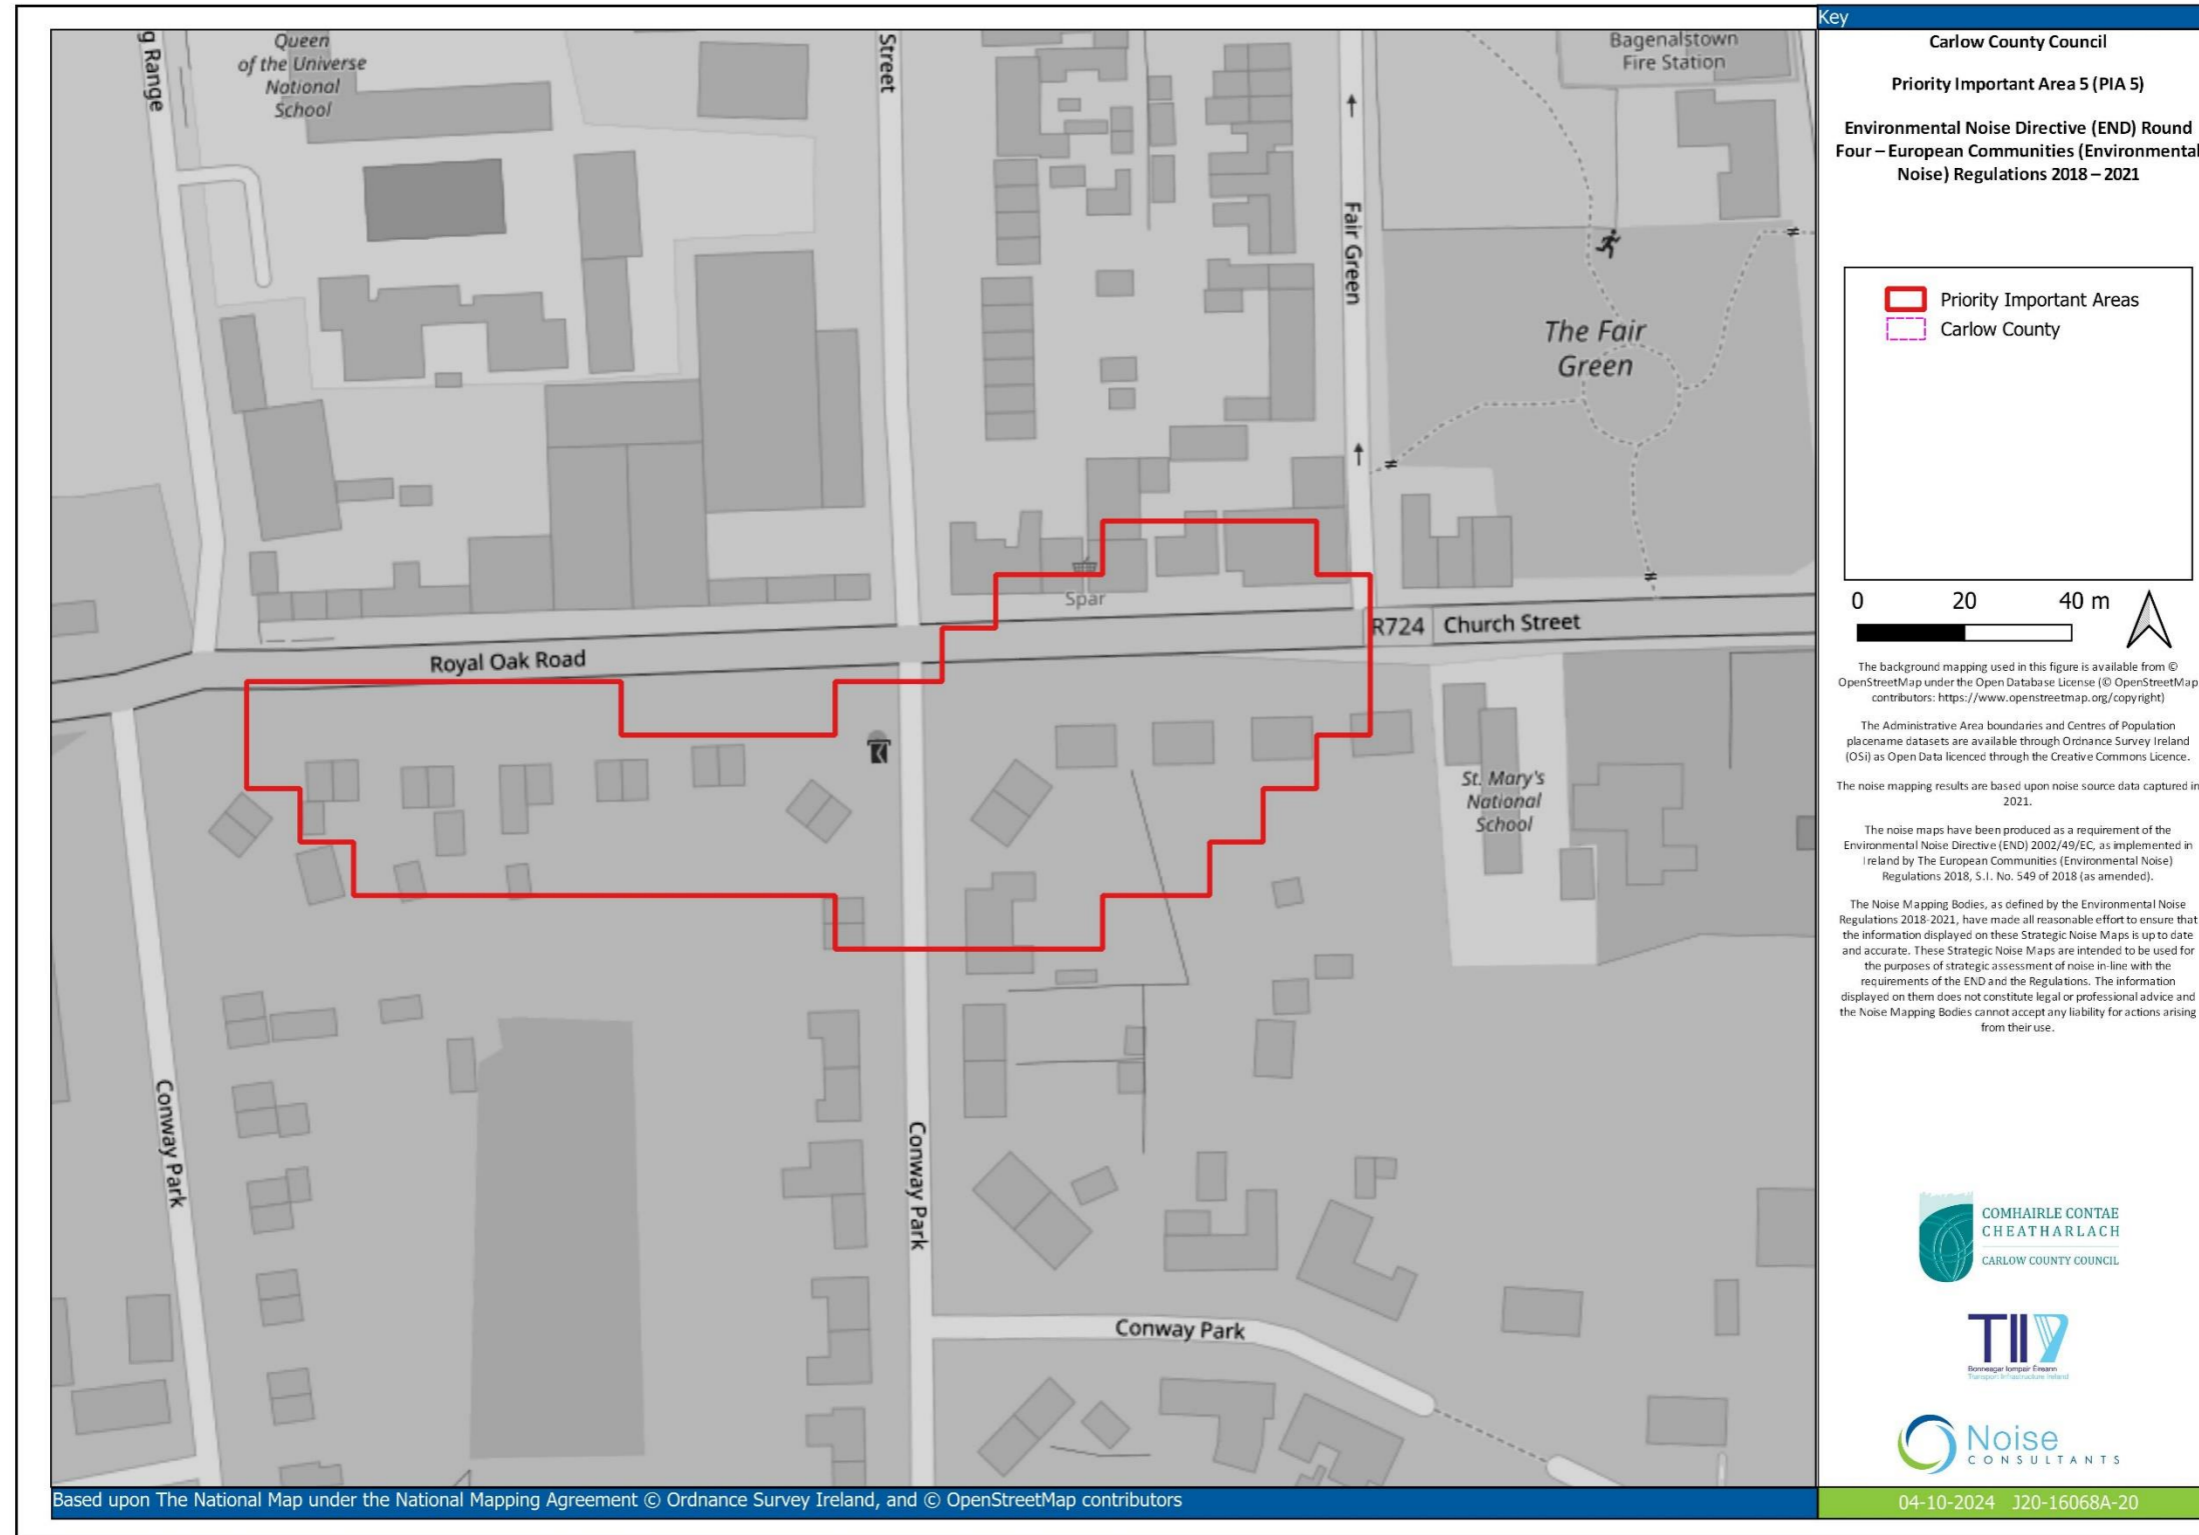 g Range
Queen
of the Universe
National
School
Street
Fair Green
Bagenalstown
Fire Station
The Fair
Green
Spar
Royal Oak Road
R724
Church Street
St. Mary's
National
School
Conway Park
Conway Park
Conway Park
Based upon The National Map under the National Mapping Agreement © Ordnance Survey Ireland, and © OpenStreetMap contributors
Key
Carlow County Council
Priority Important Area 5 (PIA 5)
Environmental Noise Directive (END) Round
Four – European Communities (Environmental
Noise) Regulations 2018 – 2021
Priority Important Areas
Carlow County
0 20 40 m
The background mapping used in this figure is available from ©
OpenStreetMap under the Open Database License (© OpenStreetMap
contributors: https://www.openstreetmap.org/copyright)
The Administrative Area boundaries and Centres of Population
placename datasets are available through Ordnance Survey Ireland
(OSi) as Open Data licenced through the Creative Commons Licence.
The noise mapping results are based upon noise source data captured in
2021.
The noise maps have been produced as a requirement of the
Environmental Noise Directive (END) 2002/49/EC, as implemented in
Ireland by The European Communities (Environmental Noise)
Regulations 2018, S.I. No. 549 of 2018 (as amended).
The Noise Mapping Bodies, as defined by the Environmental Noise
Regulations 2018-2021, have made all reasonable effort to ensure that
the information displayed on these Strategic Noise Maps is up to date
and accurate. These Strategic Noise Maps are intended to be used for
the purposes of strategic assessment of noise in-line with the
requirements of the END and the Regulations. The information
displayed on them does not constitute legal or professional advice and
the Noise Mapping Bodies cannot accept any liability for actions arising
from their use.
COMHAIRLE CONTAE
CHEATHARLACH
CARLOW COUNTY COUNCIL
TII
Bonneagar Iompair Éireann
Transport Infrastructure Ireland
Noise
CONSULTANTS
04-10-2024 J20-16068A-20